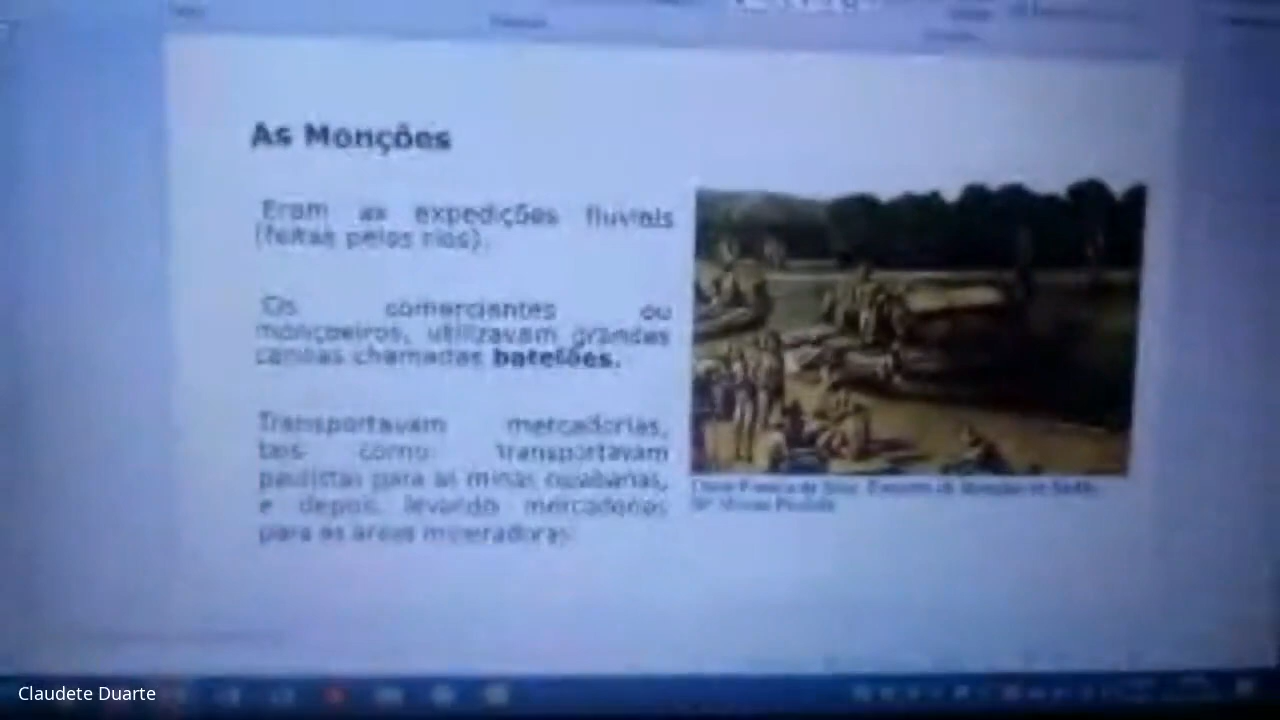 As Monções
Eram as expedições fluviais
(feitas pelos rios).
Os comerciantes ou
monçoeiros, utilizavam grandes
canoas chamadas batelões.
Transportavam mercadorias,
tais como transportavam
paulistas para as minas cuiabanas,
e depois, levando mercadorias
para as áreas mineradoras.
Claudete Duarte